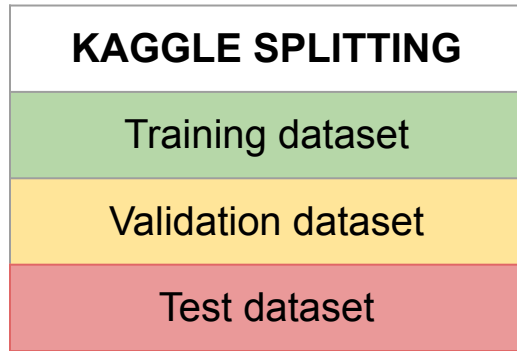 KAGGLE SPLITTING
Training dataset
Validation dataset
Test dataset